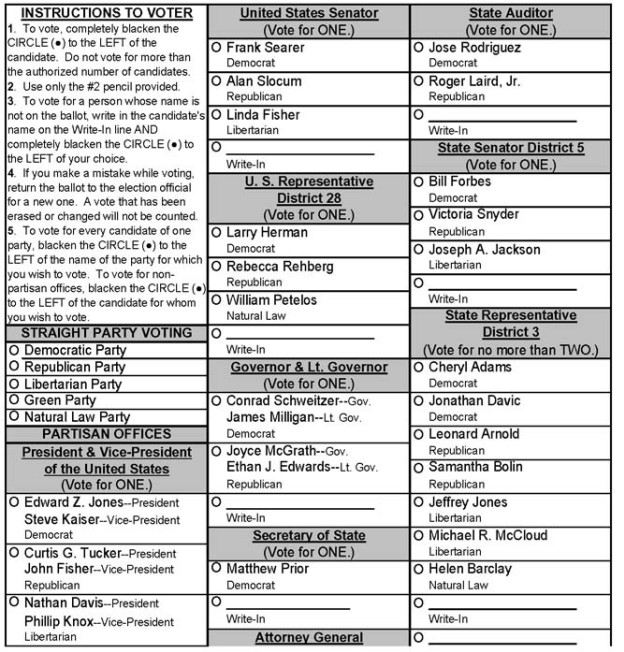 INSTRUCTIONS TO VOTER
1. To vote, completely blacken the
CIRCLE (●) to the LEFT of the
candidate. Do not vote for more than
the authorized number of candidates.
2. Use only the #2 pencil provided.
3. To vote for a person whose name is
not on the ballot, write in the candidate's
name on the Write-In line AND
completely blacken the CIRCLE (●) to
the LEFT of your choice.
4. If you make a mistake while voting,
return the ballot to the election official
for a new one. A vote that has been
erased or changed will not be counted.
5. To vote for every candidate of one
party, blacken the CIRCLE (●) to the
LEFT of the name of the party for which
you wish to vote. To vote for non-
partisan offices, blacken the CIRCLE (●)
to the LEFT of the candidate for whom
you wish to vote.
STRAIGHT PARTY VOTING
O Democratic Party
O Republican Party
O Libertarian Party
O Green Party
O Natural Law Party
PARTISAN OFFICES
President & Vice-President
of the United States
(Vote for ONE.)
O Edward Z. Jones--President
Steve Kaiser--Vice-President
Democrat
O Curtis G. Tucker--President
John Fisher--Vice-President
Republican
O Nathan Davis--President
Phillip Knox--Vice-President
Libertarian
United States Senator
(Vote for ONE.)
O Frank Searer
Democrat
O Alan Slocum
Republican
O Linda Fisher
Libertarian
O
Write-In
U. S. Representative
District 28
(Vote for ONE.)
O Larry Herman
Democrat
O Rebecca Rehberg
Republican
O William Petelos
Natural Law
O
Write-In
Governor & Lt. Governor
(Vote for ONE.)
O Conrad Schweitzer--Gov.
James Milligan--Lt. Gov.
Democrat
O Joyce McGrath--Gov.
Ethan J. Edwards--Lt. Gov.
Republican
O
Write-In
Secretary of State
(Vote for ONE.)
O Matthew Prior
Democrat
O
Write-In
Attorney General
State Auditor
(Vote for ONE.)
O Jose Rodriguez
Democrat
O Roger Laird, Jr.
Republican
O
Write-In
State Senator District 5
(Vote for ONE.)
O Bill Forbes
Democrat
O Victoria Snyder
Republican
O Joseph A. Jackson
Libertarian
O
Write-In
State Representative
District 3
(Vote for no more than TWO.)
O Cheryl Adams
Democrat
O Jonathan Davic
Democrat
O Leonard Arnold
Republican
O Samantha Bolin
Republican
O Jeffrey Jones
Libertarian
O Michael R. McCloud
Libertarian
O Helen Barclay
Natural Law
O
Write-In
O